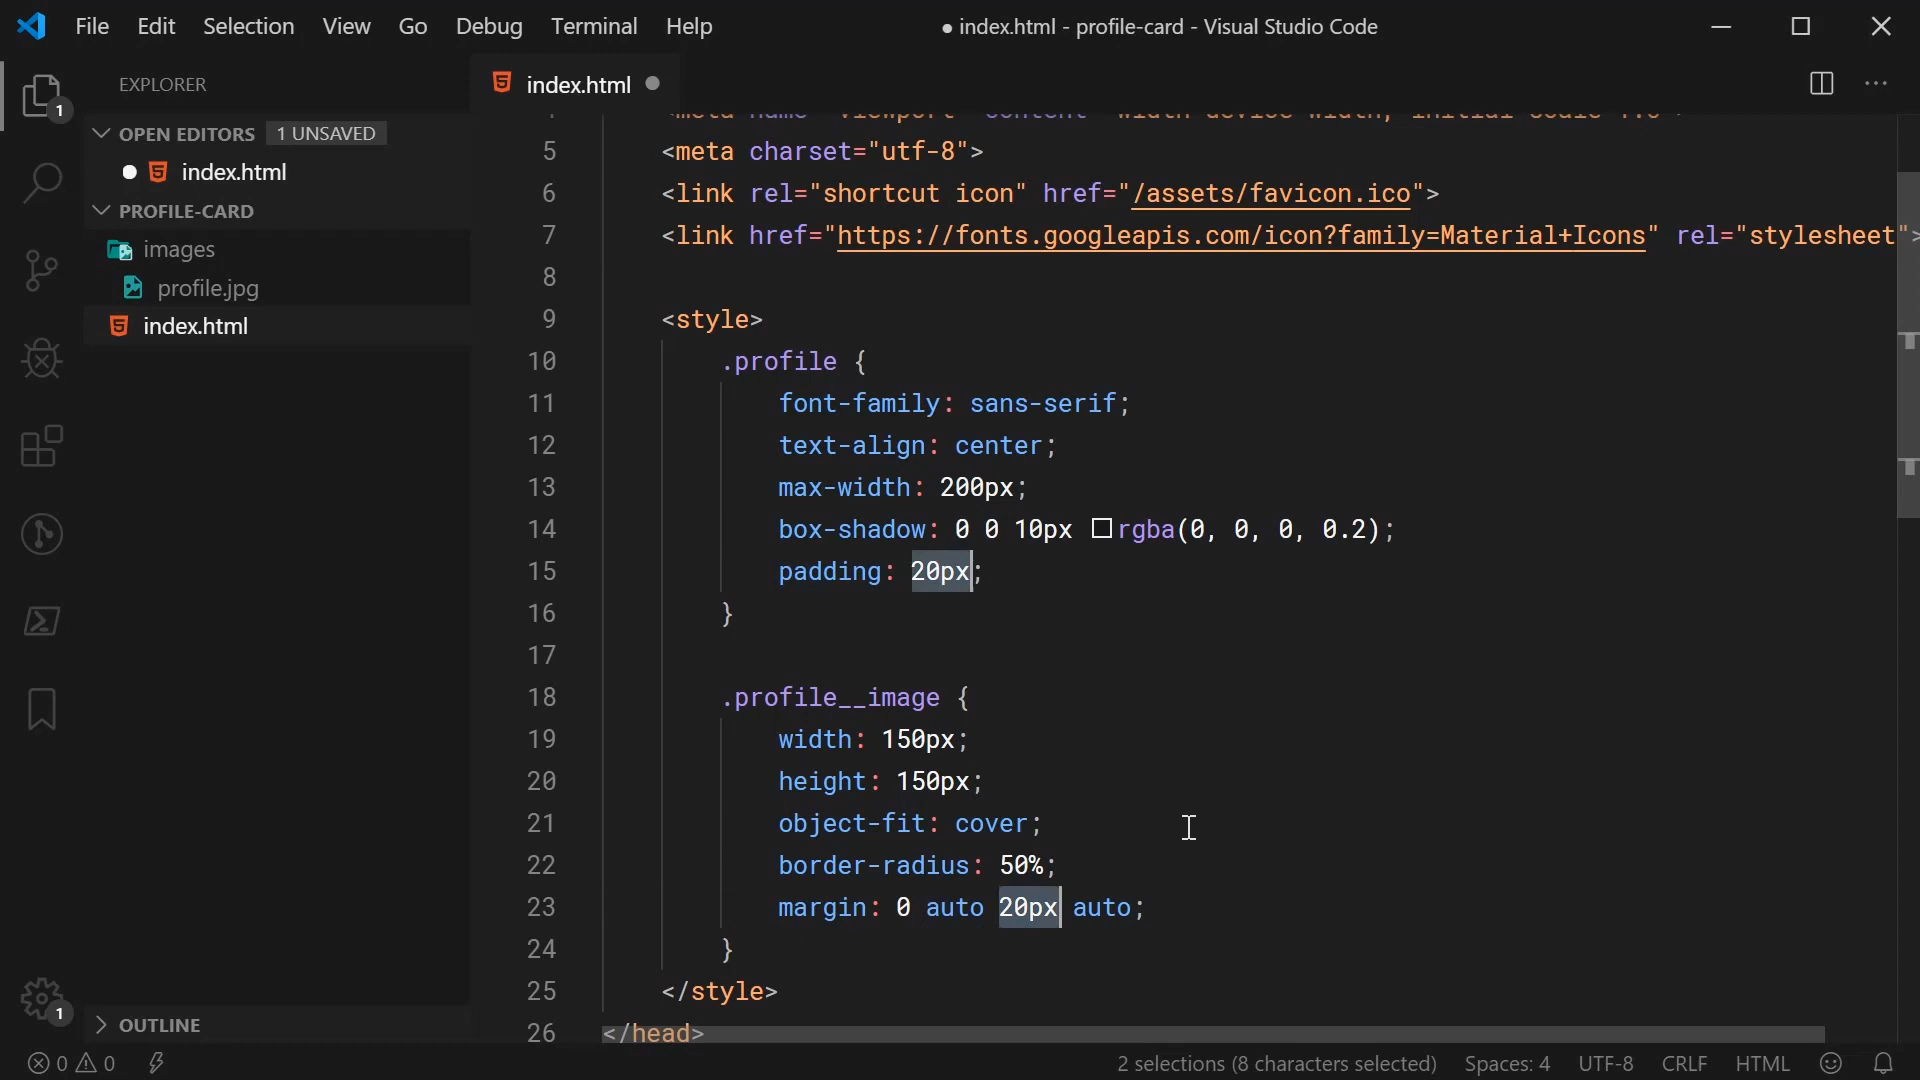 File Edit Selection View Go Debug Terminal Help
● index.html - profile-card - Visual Studio Code
EXPLORER
1
OPEN EDITORS 1 UNSAVED
index.html
PROFILE-CARD
images
profile.jpg
index.html
OUTLINE
1
index.html
5 <meta charset="utf-8">
6 <link rel="shortcut icon" href="/assets/favicon.ico">
7 <link href="https://fonts.googleapis.com/icon?family=Material+Icons" rel="stylesheet">
8
9 <style>
10 .profile {
11 font-family: sans-serif;
12 text-align: center;
13 max-width: 200px;
14 box-shadow: 0 0 10px rgba(0, 0, 0, 0.2);
15 padding: 20px;
16 }
17
18 .profile__image {
19 width: 150px;
20 height: 150px;
21 object-fit: cover;
22 border-radius: 50%;
23 margin: 0 auto 20px auto;
24 }
25 </style>
26 </head>
0 0
2 selections (8 characters selected) Spaces: 4 UTF-8 CRLF HTML